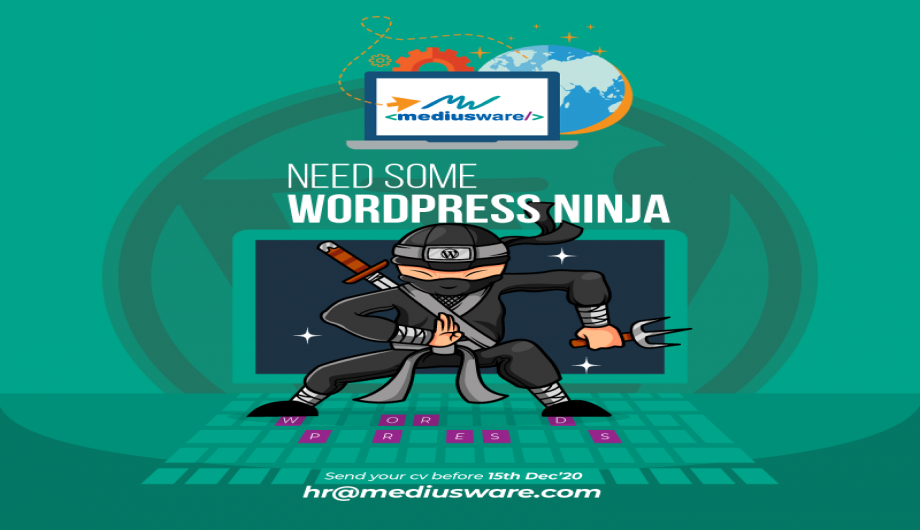 <mediusware/>
NEED SOME
WORDPRESS NINJA
W O R D
P R E S S
Send your cv before 15th Dec'20
hr@mediusware.com